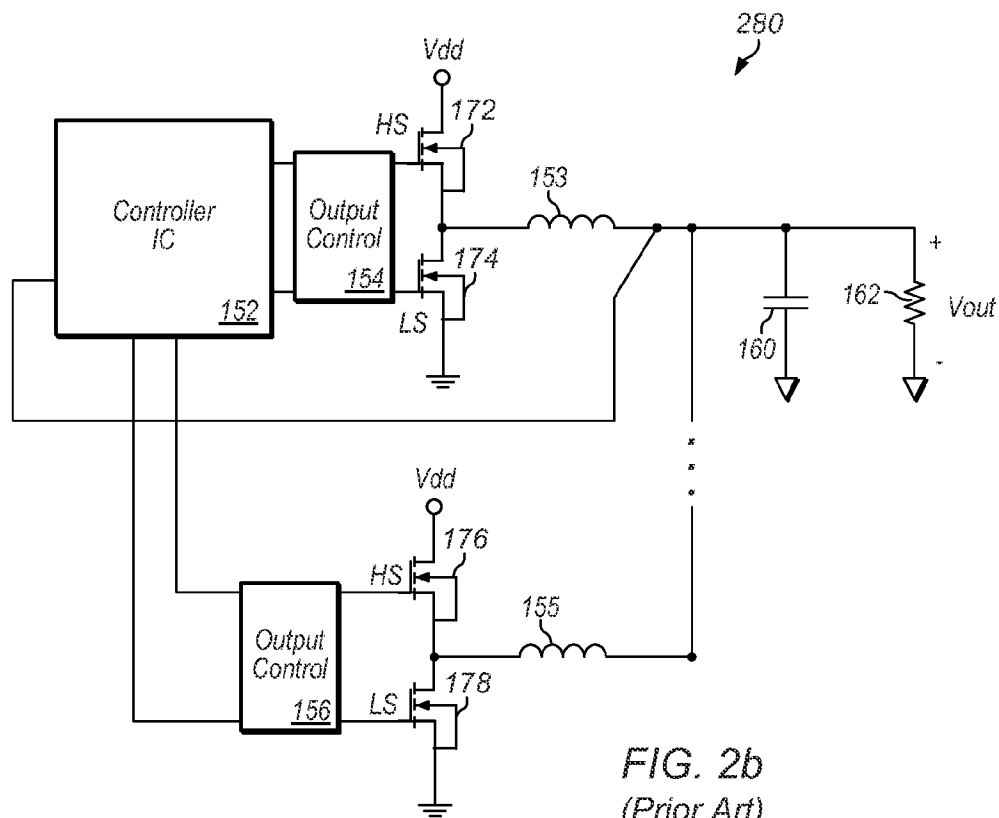 280
Vdd
HS
172
Controller
IC
152
Output
Control
154
153
174
LS
160
162
+
Vout
-
Vdd
HS
176
Output
Control
156
155
LS
178
FIG. 2b
(Prior Art)